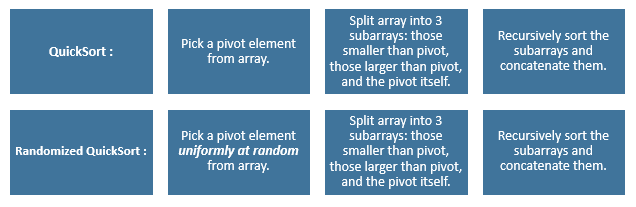 QuickSort :
Pick a pivot element
from array.
Split array into 3
subarrays: those
smaller than pivot,
those larger than pivot,
and the pivot itself.
Recursively sort the
subarrays and
concatenate them.
Randomized QuickSort :
Pick a pivot element
uniformly at random
from array.
Split array into 3
subarrays: those
smaller than pivot,
those larger than pivot,
and the pivot itself.
Recursively sort the
subarrays and
concatenate them.